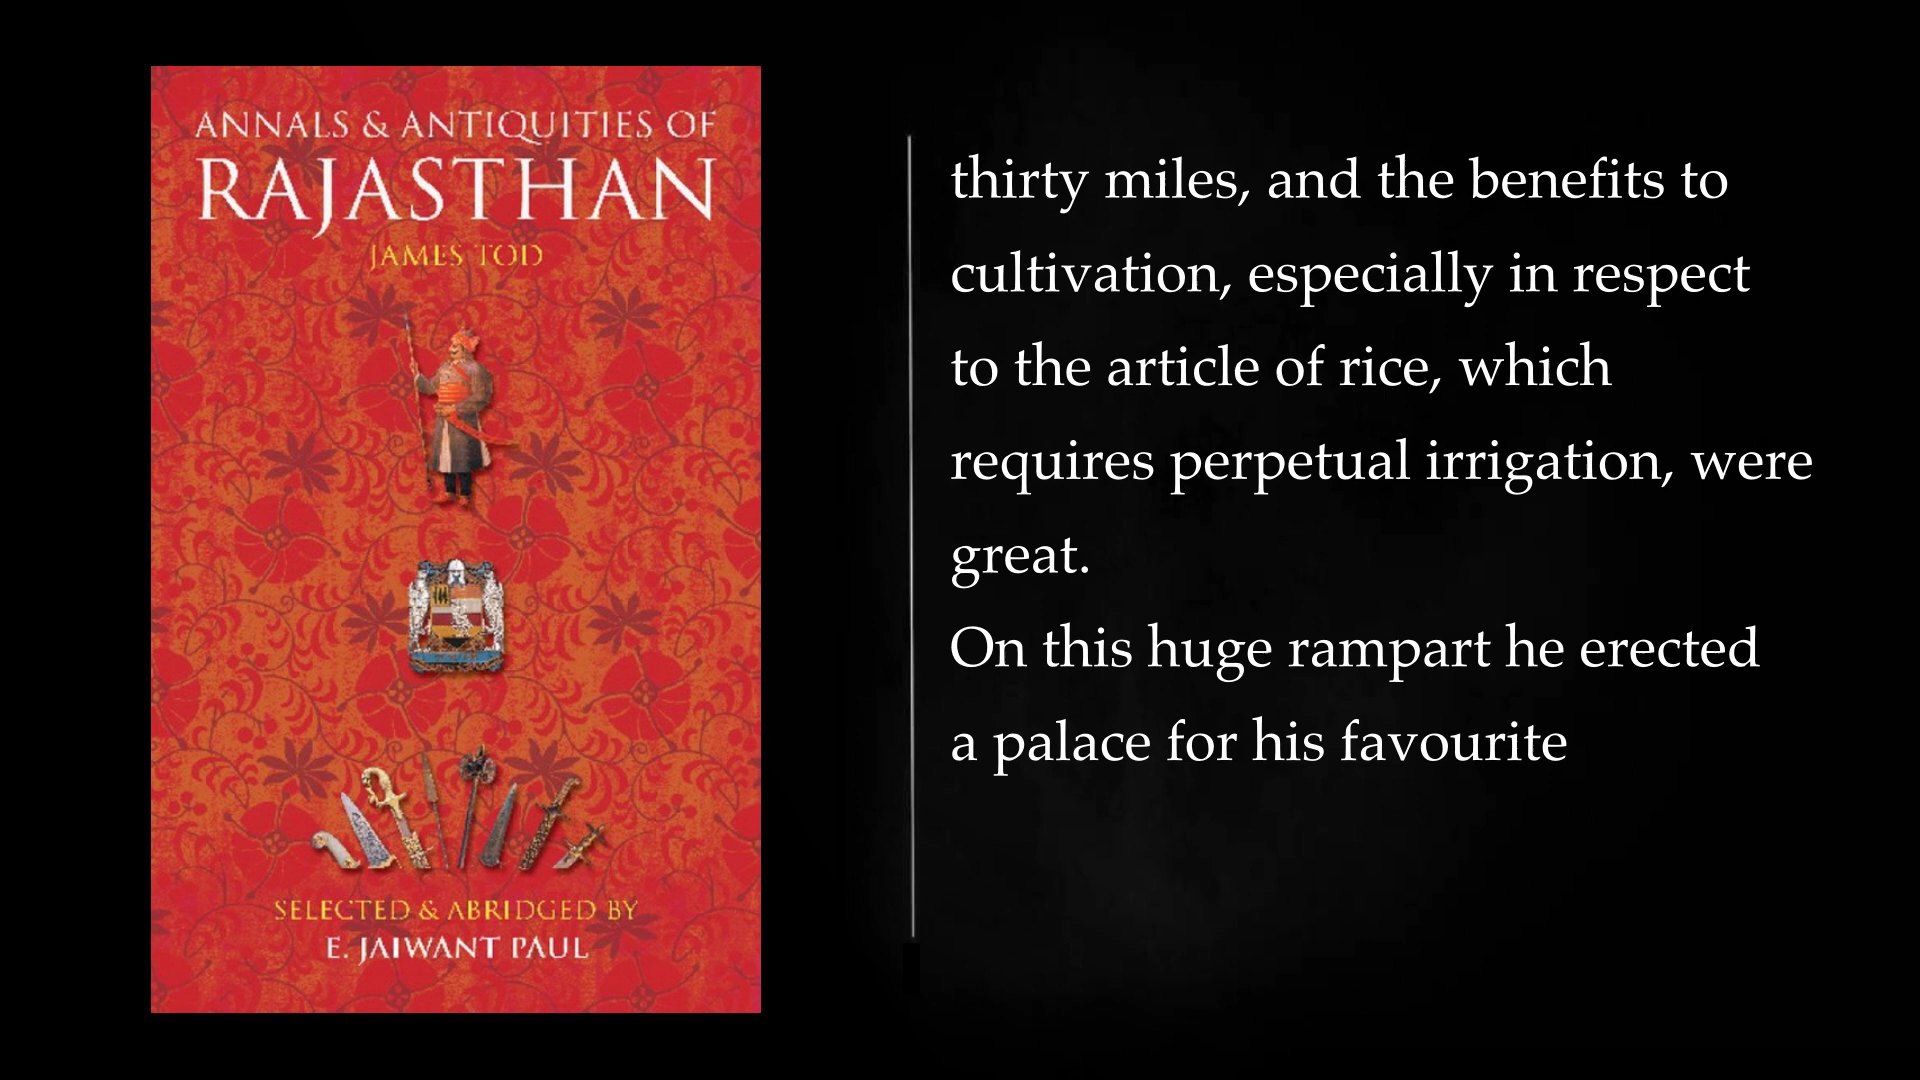 ANNALS & ANTIQUITIES OF
RAJASTHAN
JAMES TOD
SELECTED & ABRIDGED BY
E. JAIWANT PAUL
thirty miles, and the benefits to
cultivation, especially in respect
to the article of rice, which
requires perpetual irrigation, were
great.
On this huge rampart he erected
a palace for his favourite